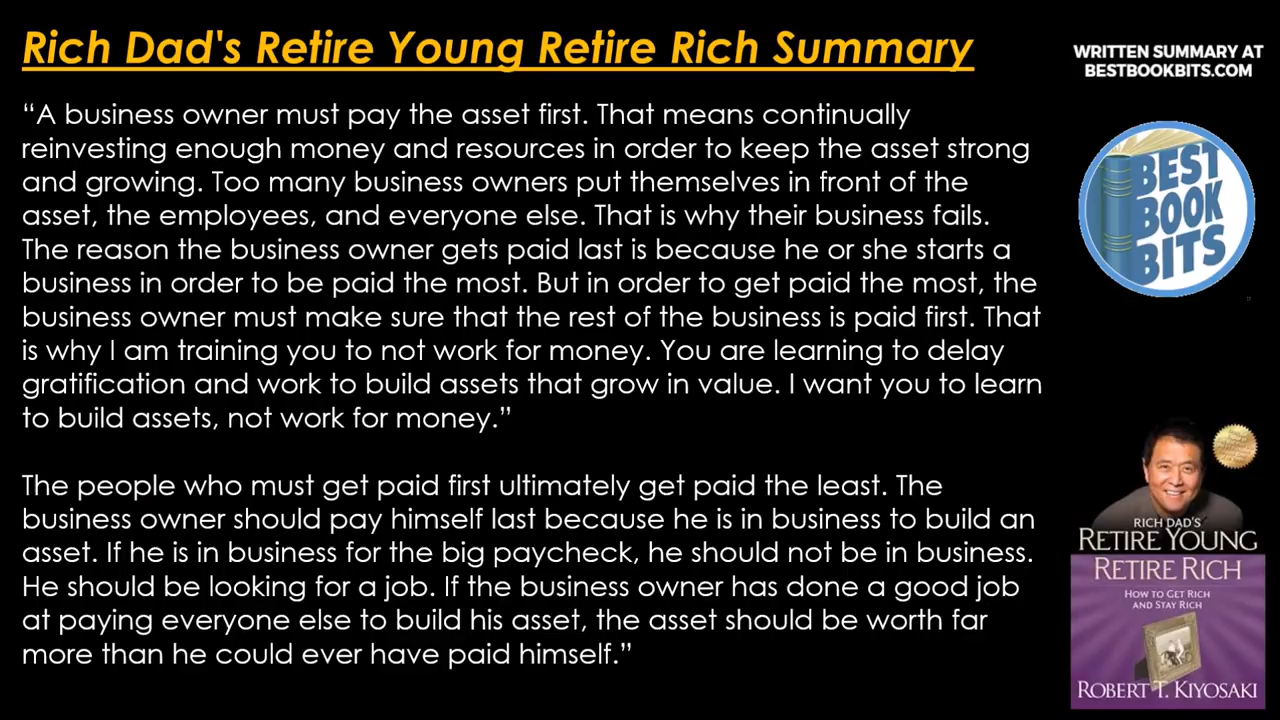 Rich Dad's Retire Young Retire Rich Summary
WRITTEN SUMMARY AT
BESTBOOKBITS.COM
“A business owner must pay the asset first. That means continually
reinvesting enough money and resources in order to keep the asset strong
and growing. Too many business owners put themselves in front of the
asset, the employees, and everyone else. That is why their business fails.
The reason the business owner gets paid last is because he or she starts a
business in order to be paid the most. But in order to get paid the most, the
business owner must make sure that the rest of the business is paid first. That
is why I am training you to not work for money. You are learning to delay
gratification and work to build assets that grow in value. I want you to learn
to build assets, not work for money.”
The people who must get paid first ultimately get paid the least. The
business owner should pay himself last because he is in business to build an
asset. If he is in business for the big paycheck, he should not be in business.
He should be looking for a job. If the business owner has done a good job
at paying everyone else to build his asset, the asset should be worth far
more than he could ever have paid himself.”
BEST
BOOK
BITS
”
RICH DAD'S
RETIRE YOUNG
RETIRE RICH
HOW TO GET RICH
AND STAY RICH
ROBERT T. KIYOSAKI